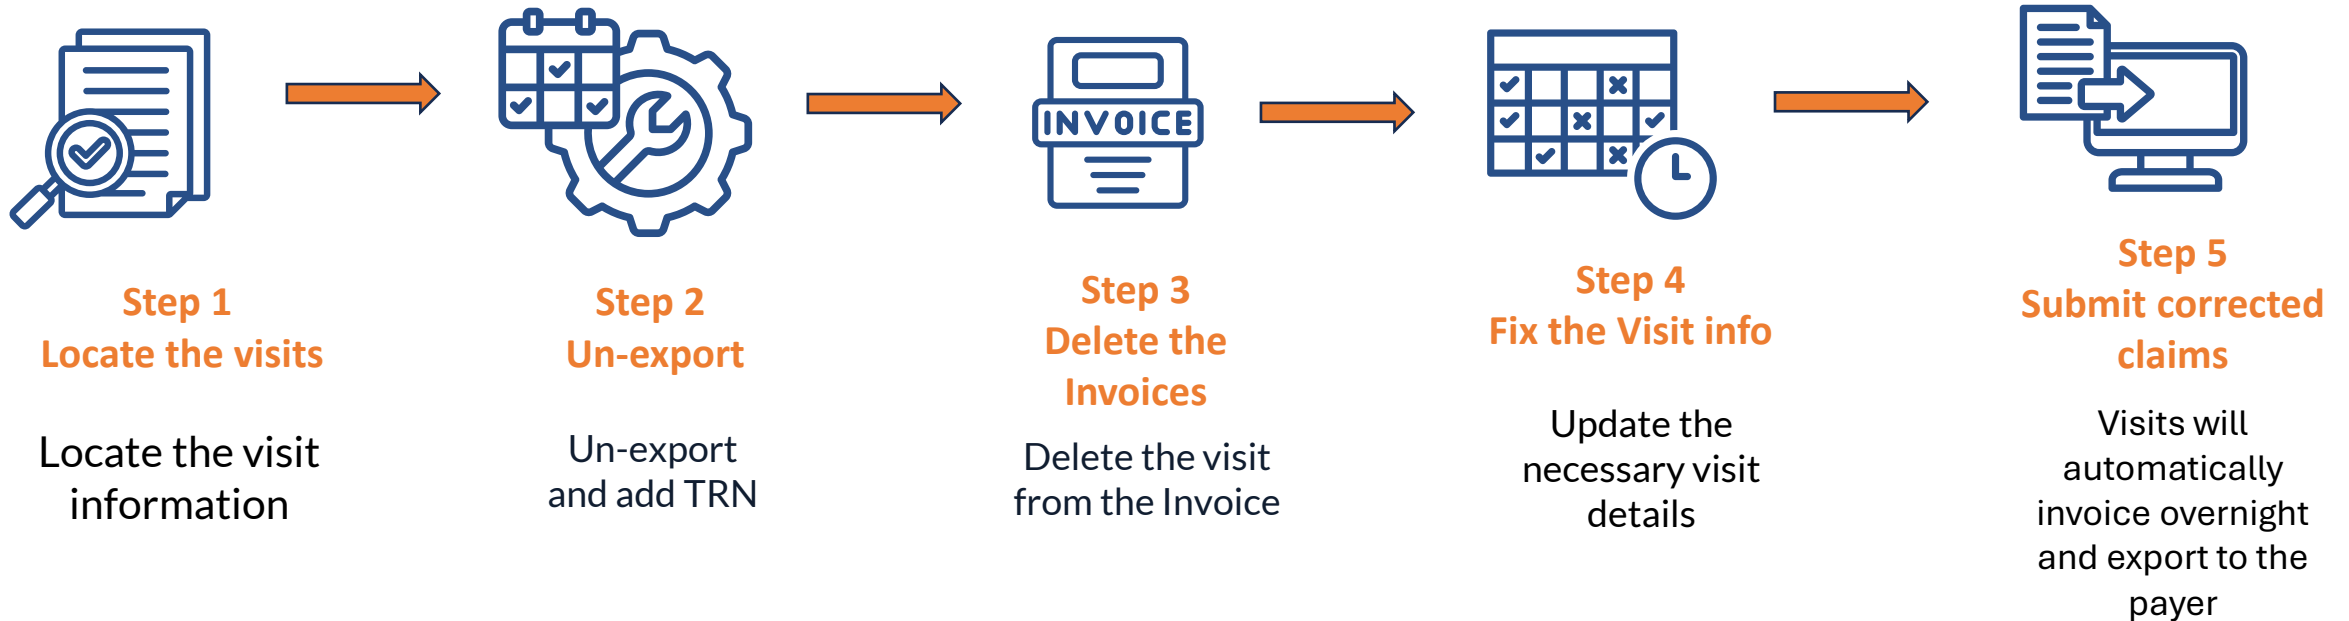 INVOICE
Step 1
Locate the visits
Locate the visit
information
Step 2
Un-export
Un-export
and add TRN
Step 3
Delete the
Invoices
Delete the visit
from the Invoice
Step 4
Fix the Visit info
Update the
necessary visit
details
Step 5
Submit corrected
claims
Visits will
automatically
invoice overnight
and export to the
payer